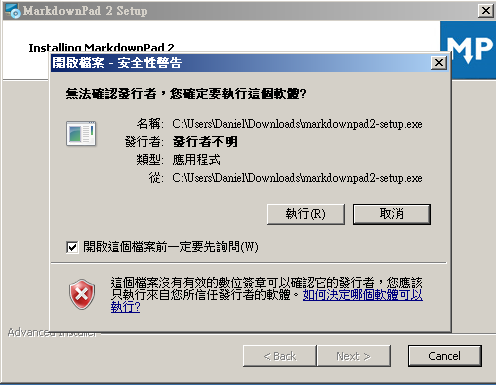 MarkdownPad 2 Setup
Installing MarkdownPad 2
MP
開啟檔案 - 安全性警告
無法確認發行者，您確定要執行這個軟體?
名稱: C:\Users\Daniel\Downloads\markdownpad2-setup.exe
發行者: 發行者不明
類型: 應用程式
從: C:\Users\Daniel\Downloads\markdownpad2-setup.exe
執行(R) 取消
開啟這個檔案前一定要先詢問(W)
這個檔案沒有有效的數位簽章可以確認它的發行者，您應該
只執行來自您所信任發行者的軟體。如何決定哪個軟體可以
執行?
Advanced Installer
< Back Next > Cancel